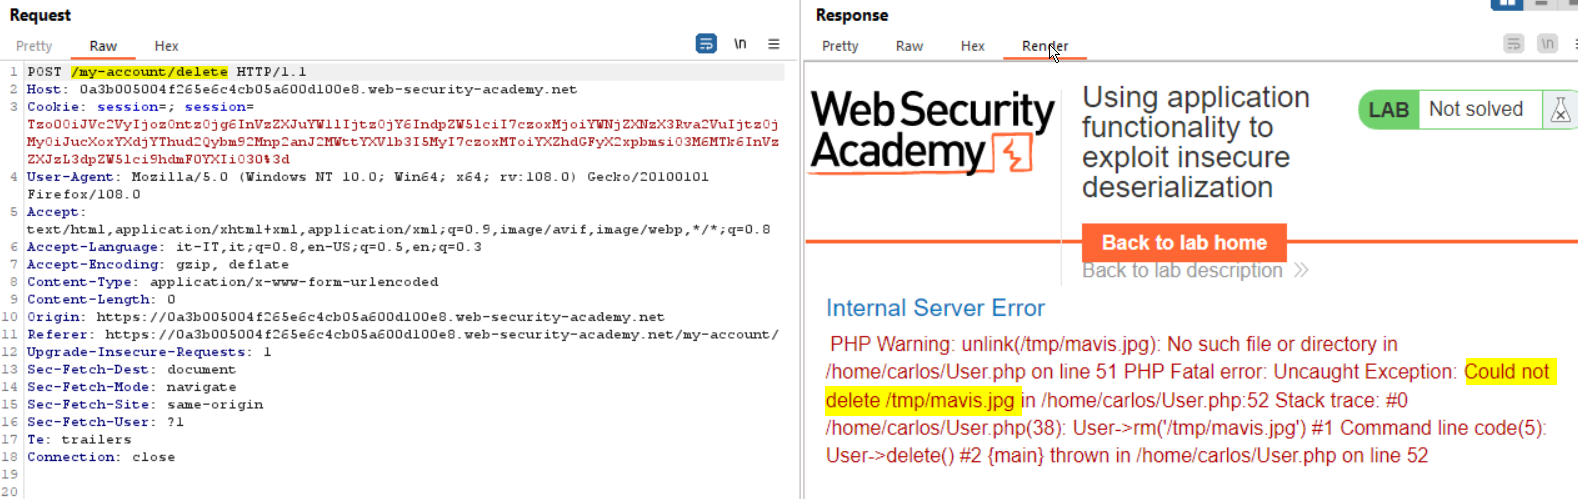 Request
Pretty Raw Hex \n
1 POST /my-account/delete HTTP/1.1
2 Host: 0a3b005004f265e6c4cb05a600d100e8.web-security-academy.net
3 Cookie: session=; session=
4 User-Agent: Mozilla/5.0 (Windows NT 10.0; Win64; x64; rv:108.0) Gecko/20100101
Firefox/108.0
5 Accept:
text/html,application/xhtml+xml,application/xml;q=0.9,image/avif,image/webp,*/*;q=0.8
6 Accept-Language: it-IT,it;q=0.8,en-US;q=0.5,en;q=0.3
7 Accept-Encoding: gzip, deflate
8 Content-Type: application/x-www-form-urlencoded
9 Content-Length: 0
10 Origin: https://0a3b005004f265e6c4cb05a600d100e8.web-security-academy.net
11 Referer: https://0a3b005004f265e6c4cb05a600d100e8.web-security-academy.net/my-account/
12 Upgrade-Insecure-Requests: 1
13 Sec-Fetch-Dest: document
14 Sec-Fetch-Mode: navigate
15 Sec-Fetch-Site: same-origin
16 Sec-Fetch-User: ?1
17 Te: trailers
18 Connection: close
19
20
Response
Pretty Raw Hex Render \n
Web Security
Academy
Using application
functionality to
exploit insecure
deserialization
LAB Not solved
Back to lab home
Back to lab description
Internal Server Error
PHP Warning: unlink(/tmp/mavis.jpg): No such file or directory in
/home/carlos/User.php on line 51 PHP Fatal error: Uncaught Exception: Could not
delete /tmp/mavis.jpg in /home/carlos/User.php:52 Stack trace: #0
/home/carlos/User.php(38): User->rm('/tmp/mavis.jpg') #1 Command line code(5):
User->delete() #2 {main} thrown in /home/carlos/User.php on line 52